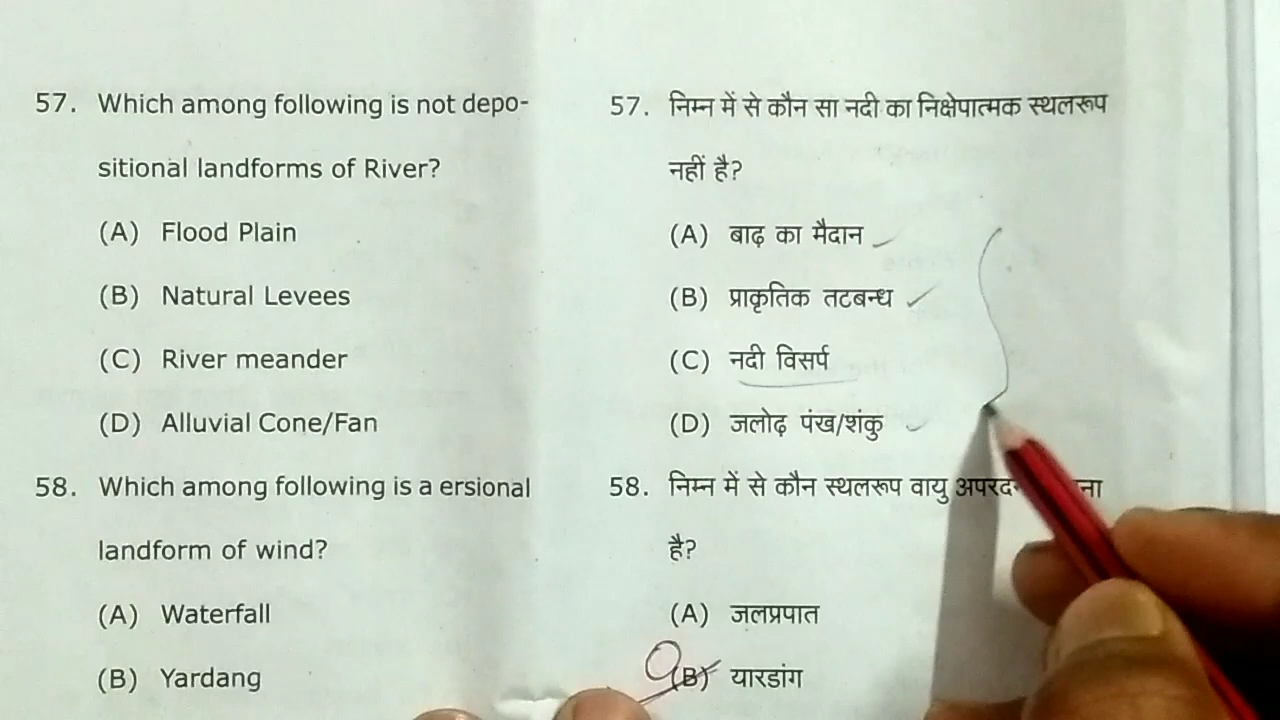 57. Which among following is not depo-
sitional landforms of River?
(A) Flood Plain
(B) Natural Levees
(C) River meander
(D) Alluvial Cone/Fan
58. Which among following is a ersional
landform of wind?
(A) Waterfall
(B) Yardang
57. निम्न में से कौन सा नदी का निक्षेपात्मक स्थलरूप
नहीं है?
(A) बाढ़ का मैदान
(B) प्राकृतिक तटबन्ध
(C) नदी विसर्प
(D) जलोढ़ पंख/शंकु
58. निम्न में से कौन स्थलरूप वायु
है?
(A) जलप्रपात
(B) यारडांग